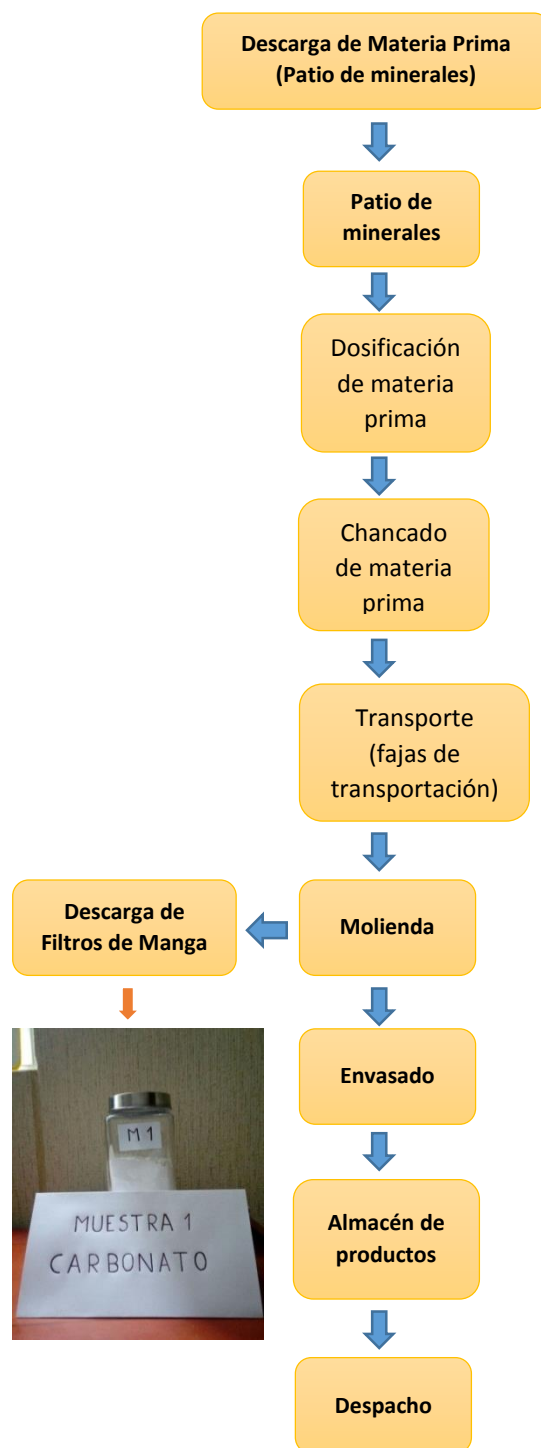 Descarga de Materia Prima
(Patio de minerales)
Patio de
minerales
Dosificación
de materia
prima
Chancado
de materia
prima
Transporte
(fajas de
transportación)
Descarga de
Filtros de Manga
Molienda
M 1
MUESTRA 1
CARBONATO
Envasado
Almacén de
productos
Despacho